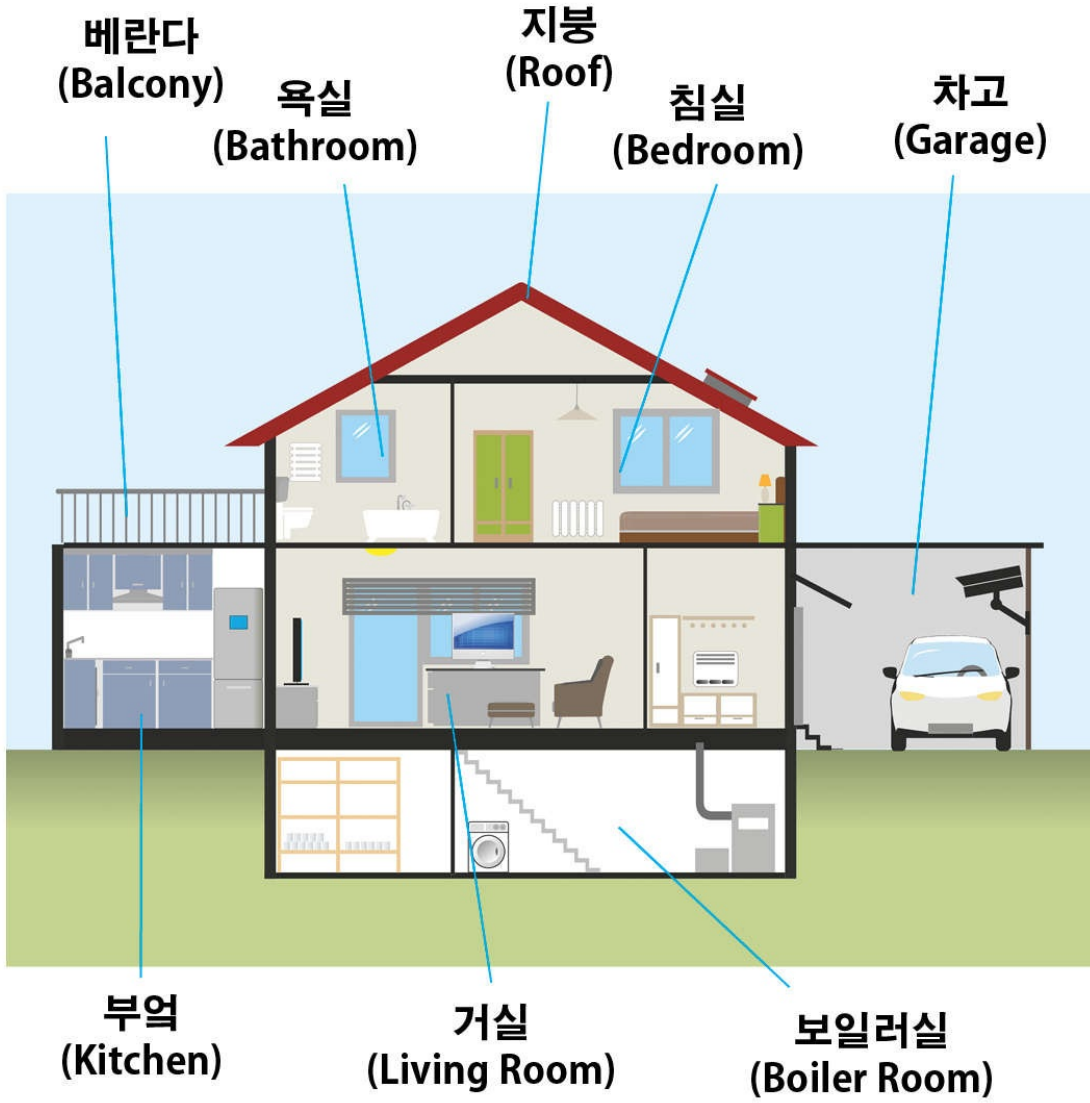 베란다
(Balcony)
욕실
(Bathroom)
지붕
(Roof)
침실
(Bedroom)
차고
(Garage)
부엌
(Kitchen)
거실
(Living Room)
보일러실
(Boiler Room)